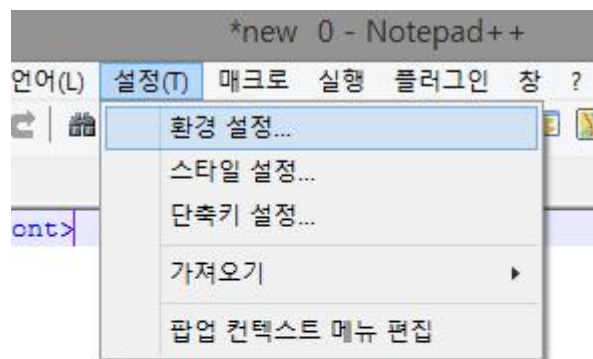 *new 0 - Notepad++
언어(L) 설정(T) 매크로 실행 플러그인 창 ?
환경 설정...
스타일 설정...
단축키 설정...
ont>
가져오기
팝업 컨텍스트 메뉴 편집